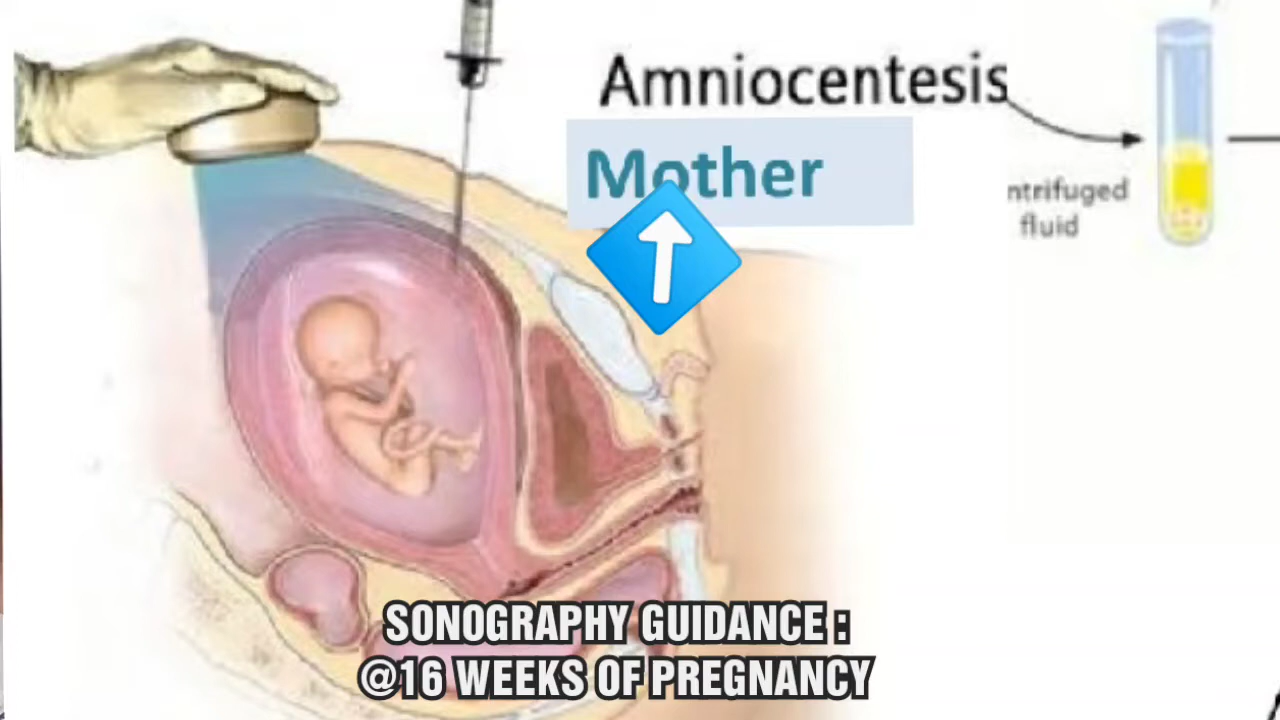 Amniocentesis
Mother
ntrifuged
fluid
SONOGRAPHY GUIDANCE :
@16 WEEKS OF PREGNANCY